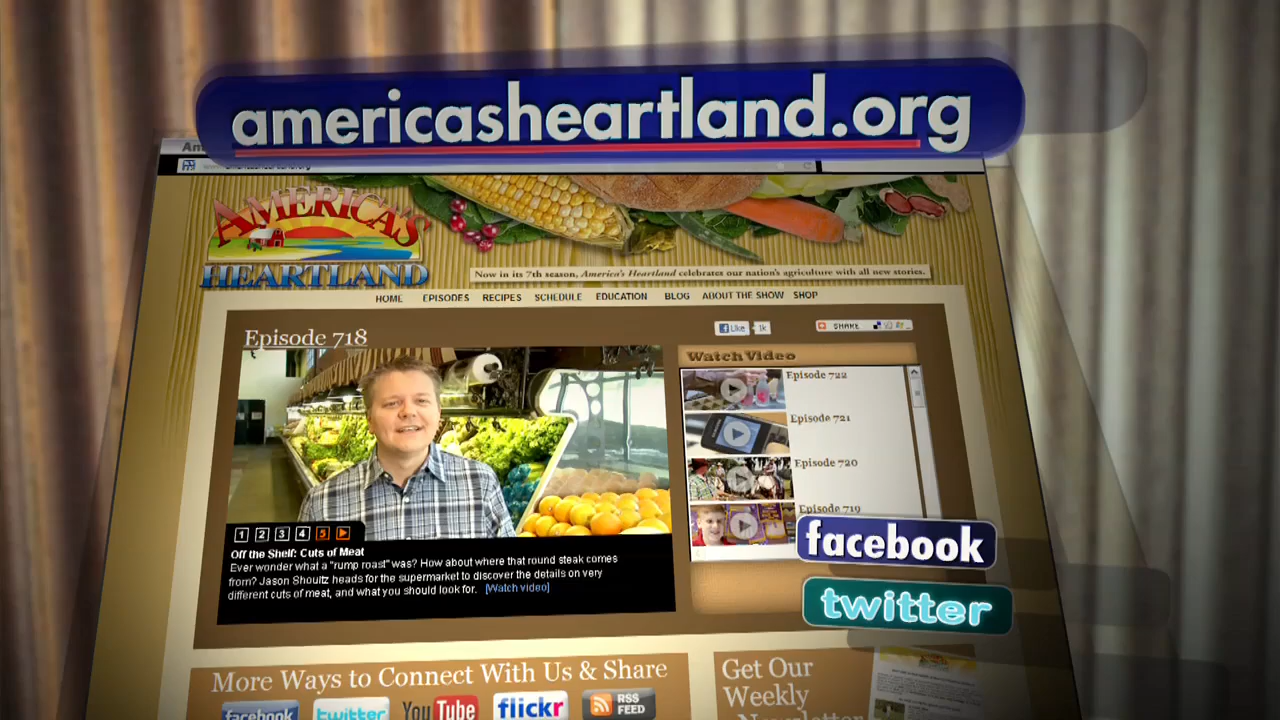 americasheartland.org
AMERICA'S
HEARTLAND
Now in its 7th season, America's Heartland celebrates our nation's agriculture with all new stories.
HOME EPISODES RECIPES SCHEDULE EDUCATION BLOG ABOUT THE SHOW SHOP
Episode 718
Like 1k
SHARE
Watch Video
Episode 722
Episode 721
Episode 720
Episode 719
1 2 3 4 5
Off the Shelf: Cuts of Meat
Ever wonder what a "rump roast" was? How about where that round steak comes
from? Jason Shoultz heads for the supermarket to discover the details on very
different cuts of meat, and what you should look for. [Watch video]
facebook
twitter
More Ways to Connect With Us & Share
facebook twitter YouTube flickr RSS FEED
Get Our
Weekly